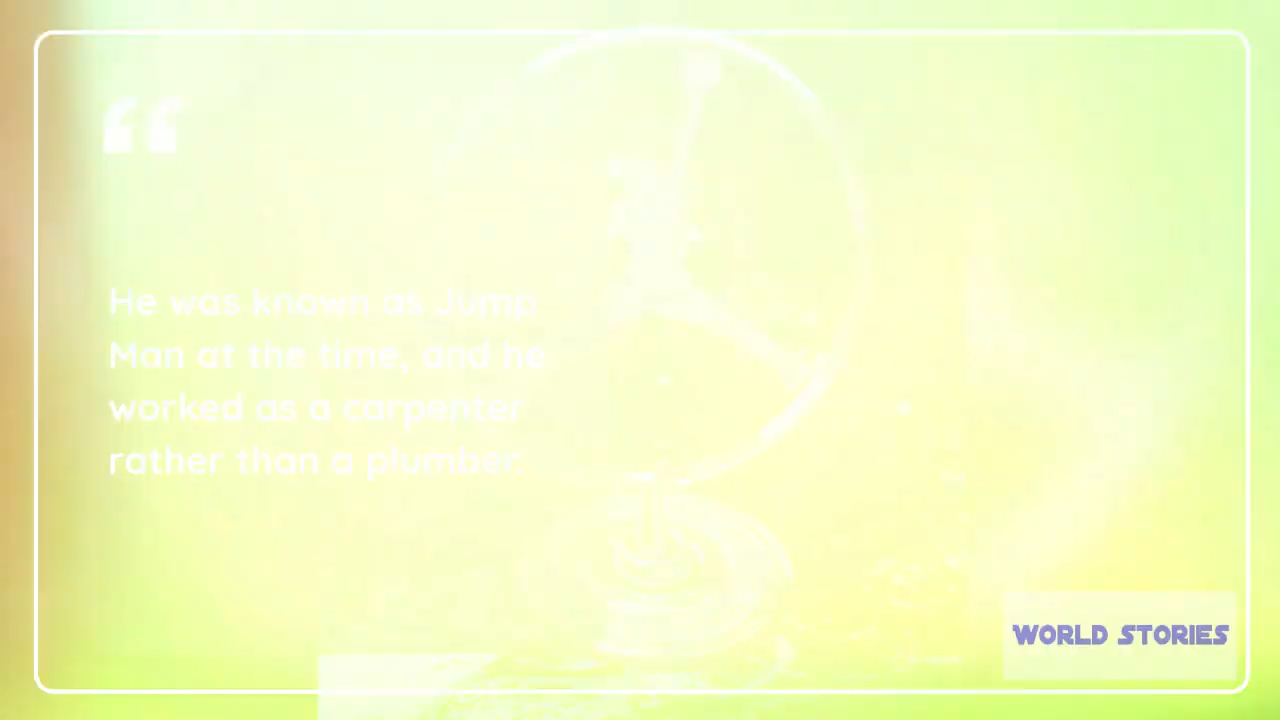 “
He was known as Jump
Man at the time, and he
worked as a carpenter
rather than a plumber.
WORLD STORIES